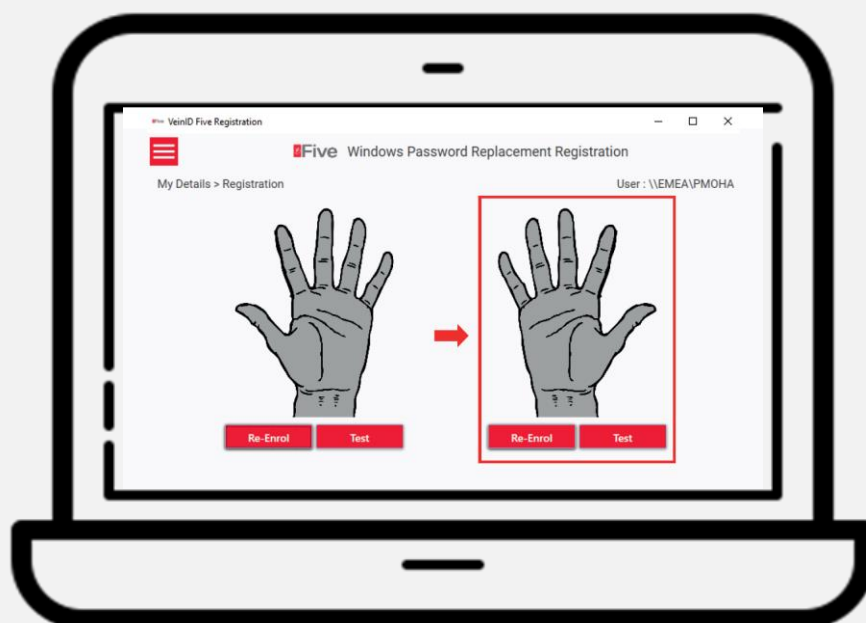 VeinID Five Registration
Five Windows Password Replacement Registration
My Details > Registration
User : \\EMEA\PMOHA
Re-Enrol Test
Re-Enrol Test